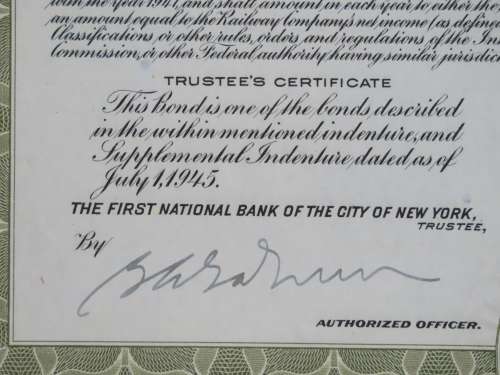 with the year 1947, and shall amount in each year to either the
an amount equal to the Railway Company's net income (as defined
Classifications or other rules, orders, and regulations of the In
Commission, or other Federal authority having similar jurisdic
TRUSTEE'S CERTIFICATE
This Bond is one of the bonds described
in the within mentioned indenture, and
Supplemental Indenture, dated as of
July 1, 1945.
THE FIRST NATIONAL BANK OF THE CITY OF NEW YORK,
TRUSTEE,
By
AUTHORIZED OFFICER.